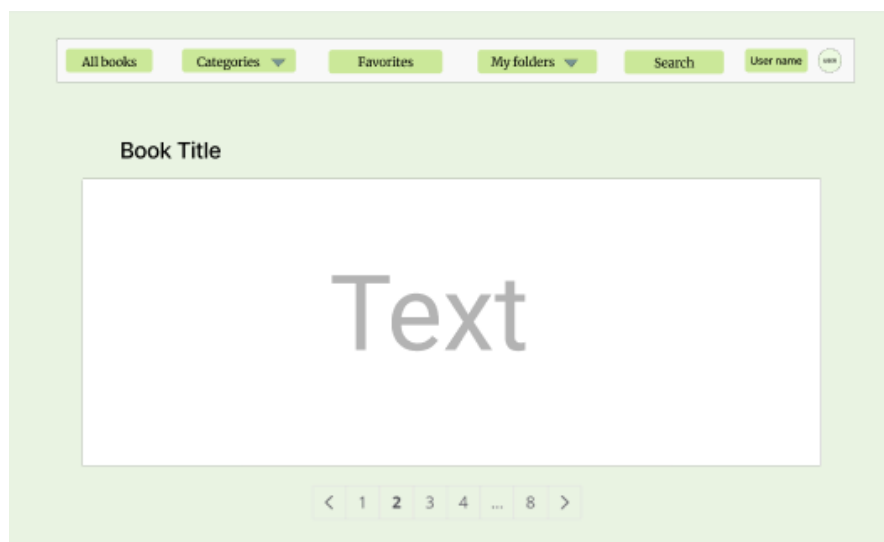 All books Categories Favorites My folders Search User name
Book Title
Text
1 2 3 4 ... 8